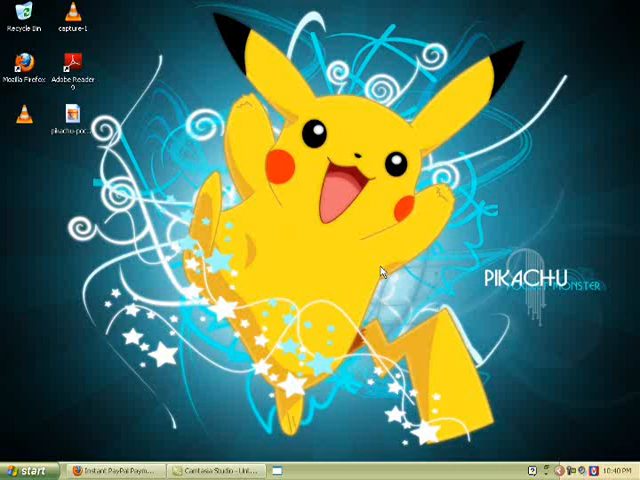 Recycle Bin
capture-1
Mozilla Firefox
Adobe Reader
9
pikachu-poc...
PIKACHU
MONSTER
start
Instant PayPal Paym...
Camtasia Studio - Unt...
10:40 PM